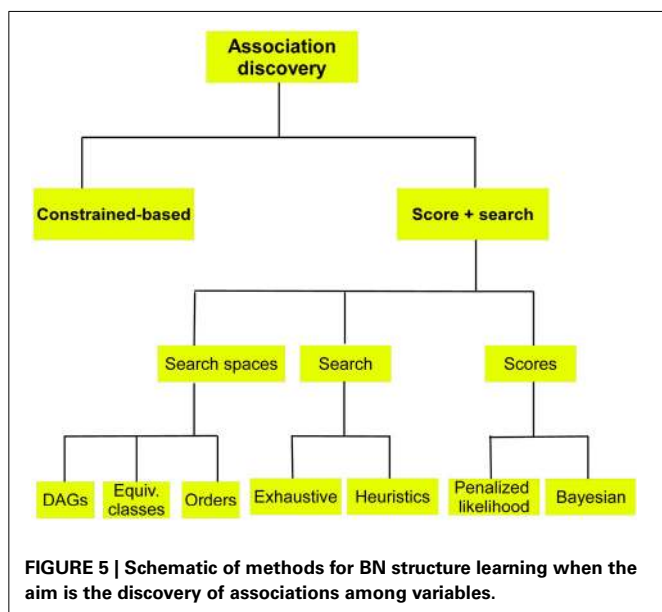 Association
discovery
Constrained-based
Score + search
Search spaces
Search
Scores
DAGs
Equiv.
classes
Orders
Exhaustive
Heuristics
Penalized
likelihood
Bayesian
FIGURE 5 | Schematic of methods for BN structure learning when the
aim is the discovery of associations among variables.